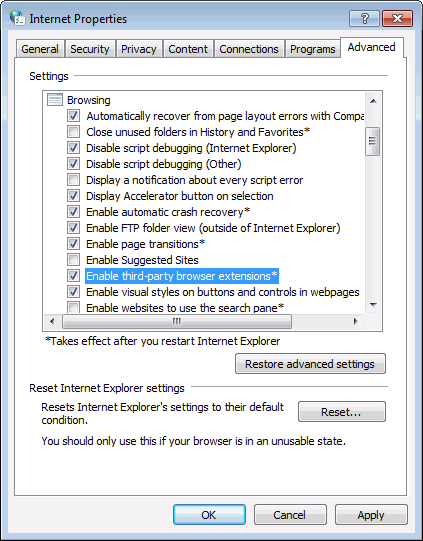 Internet Properties
General Security Privacy Content Connections Programs Advanced
Settings
Browsing
Automatically recover from page layout errors with Compa
Close unused folders in History and Favorites*
Disable script debugging (Internet Explorer)
Disable script debugging (Other)
Display a notification about every script error
Display Accelerator button on selection
Enable automatic crash recovery*
Enable FTP folder view (outside of Internet Explorer)
Enable page transitions*
Enable Suggested Sites
Enable third-party browser extensions*
Enable visual styles on buttons and controls in webpages
Enable websites to use the search pane*
*Takes effect after you restart Internet Explorer
Restore advanced settings
Reset Internet Explorer settings
Resets Internet Explorer's settings to their default
condition.
Reset...
You should only use this if your browser is in an unusable state.
OK Cancel Apply